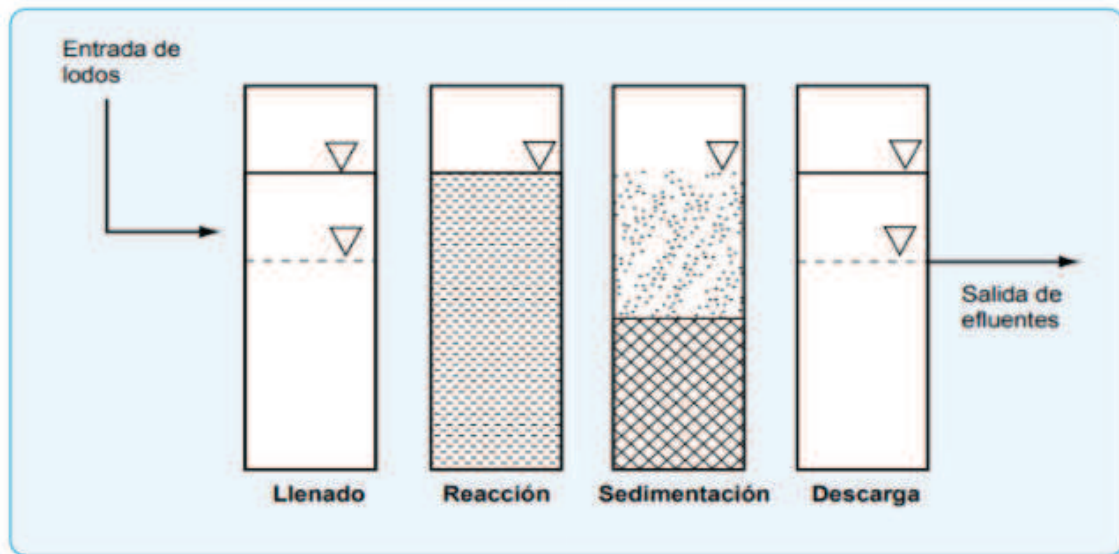 Entrada de
lodos
Salida de
efluentes
Llenado
Reacción
Sedimentación
Descarga